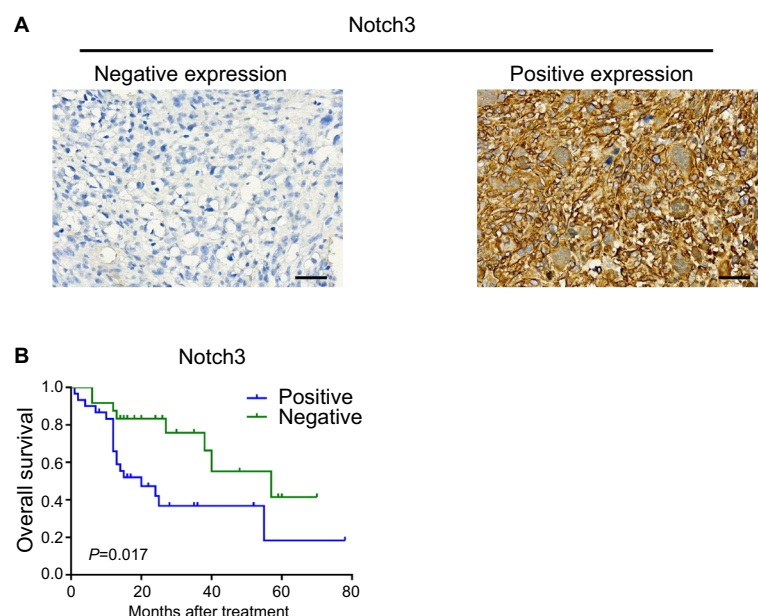 A
Notch3
Negative expression
Positive expression
B
Notch3
1.0
0.8
0.6
0.4
0.2
0.0
Overall survival
Positive
Negative
P=0.017
0 20 40 60 80
Months after treatment